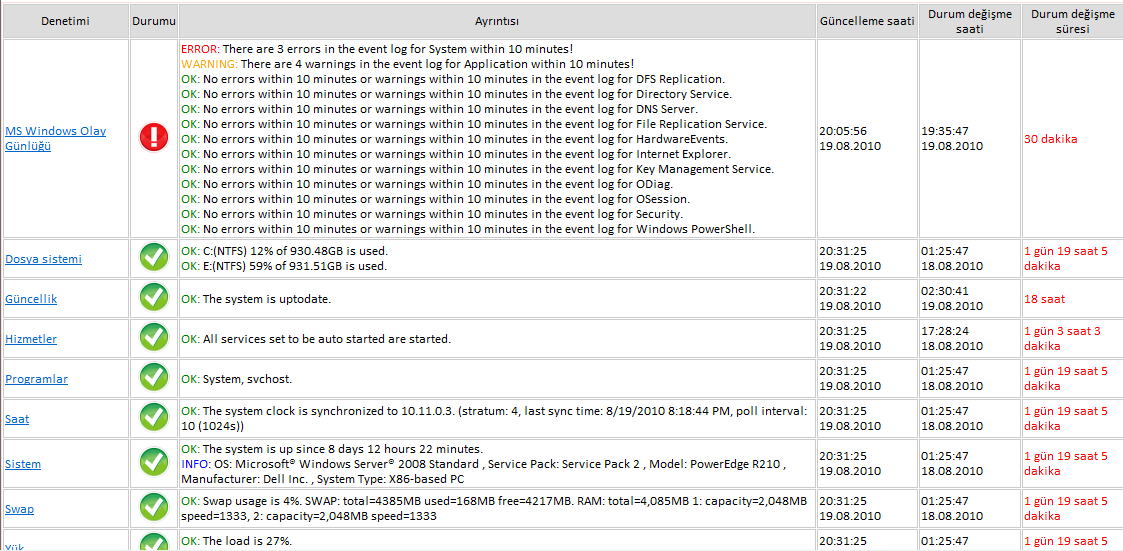 Denetimi
Durumu
Ayrıntısı
Güncelleme saati
Durum değişme
saati
Durum değişme
süresi
MS Windows Olay
Günlüğü
ERROR: There are 3 errors in the event log for System within 10 minutes!
WARNING: There are 4 warnings in the event log for Application within 10 minutes!
OK: No errors within 10 minutes or warnings within 10 minutes in the event log for DFS Replication.
OK: No errors within 10 minutes or warnings within 10 minutes in the event log for Directory Service.
OK: No errors within 10 minutes or warnings within 10 minutes in the event log for DNS Server.
OK: No errors within 10 minutes or warnings within 10 minutes in the event log for File Replication Service.
OK: No errors within 10 minutes or warnings within 10 minutes in the event log for HardwareEvents.
OK: No errors within 10 minutes or warnings within 10 minutes in the event log for Internet Explorer.
OK: No errors within 10 minutes or warnings within 10 minutes in the event log for Key Management Service.
OK: No errors within 10 minutes or warnings within 10 minutes in the event log for ODiag.
OK: No errors within 10 minutes or warnings within 10 minutes in the event log for OSession.
OK: No errors within 10 minutes or warnings within 10 minutes in the event log for Security.
OK: No errors within 10 minutes or warnings within 10 minutes in the event log for Windows PowerShell.
20:05:56
19.08.2010
19:35:47
19.08.2010
30 dakika
Dosya sistemi
OK: C:(NTFS) 12% of 930.48GB is used.
OK: E:(NTFS) 59% of 931.51GB is used.
20:31:25
19.08.2010
01:25:47
18.08.2010
1 gün 19 saat 5
dakika
Güncellik
OK: The system is uptodate.
20:31:22
19.08.2010
02:30:41
19.08.2010
18 saat
Hizmetler
OK: All services set to be auto started are started.
20:31:25
19.08.2010
17:28:24
18.08.2010
1 gün 3 saat 3
dakika
Programlar
OK: System, svchost.
20:31:25
19.08.2010
01:25:47
18.08.2010
1 gün 19 saat 5
dakika
Saat
OK: The system clock is synchronized to 10.11.0.3. (stratum: 4, last sync time: 8/19/2010 8:18:44 PM, poll interval:
10 (1024s))
20:31:25
19.08.2010
01:25:47
18.08.2010
1 gün 19 saat 5
dakika
Sistem
OK: The system is up since 8 days 12 hours 22 minutes.
INFO: OS: Microsoft® Windows Server® 2008 Standard , Service Pack: Service Pack 2 , Model: PowerEdge R210 ,
Manufacturer: Dell Inc. , System Type: X86-based PC
20:31:25
19.08.2010
01:25:47
18.08.2010
1 gün 19 saat 5
dakika
Swap
OK: Swap usage is 4%. SWAP: total=4385MB used=168MB free=4217MB. RAM: total=4,085MB 1: capacity=2,048MB
speed=1333, 2: capacity=2,048MB speed=1333
20:31:25
19.08.2010
01:25:47
18.08.2010
1 gün 19 saat 5
dakika
Yük
OK: The load is 27%.
20:31:25
01:25:47
1 gün 19 saat 5